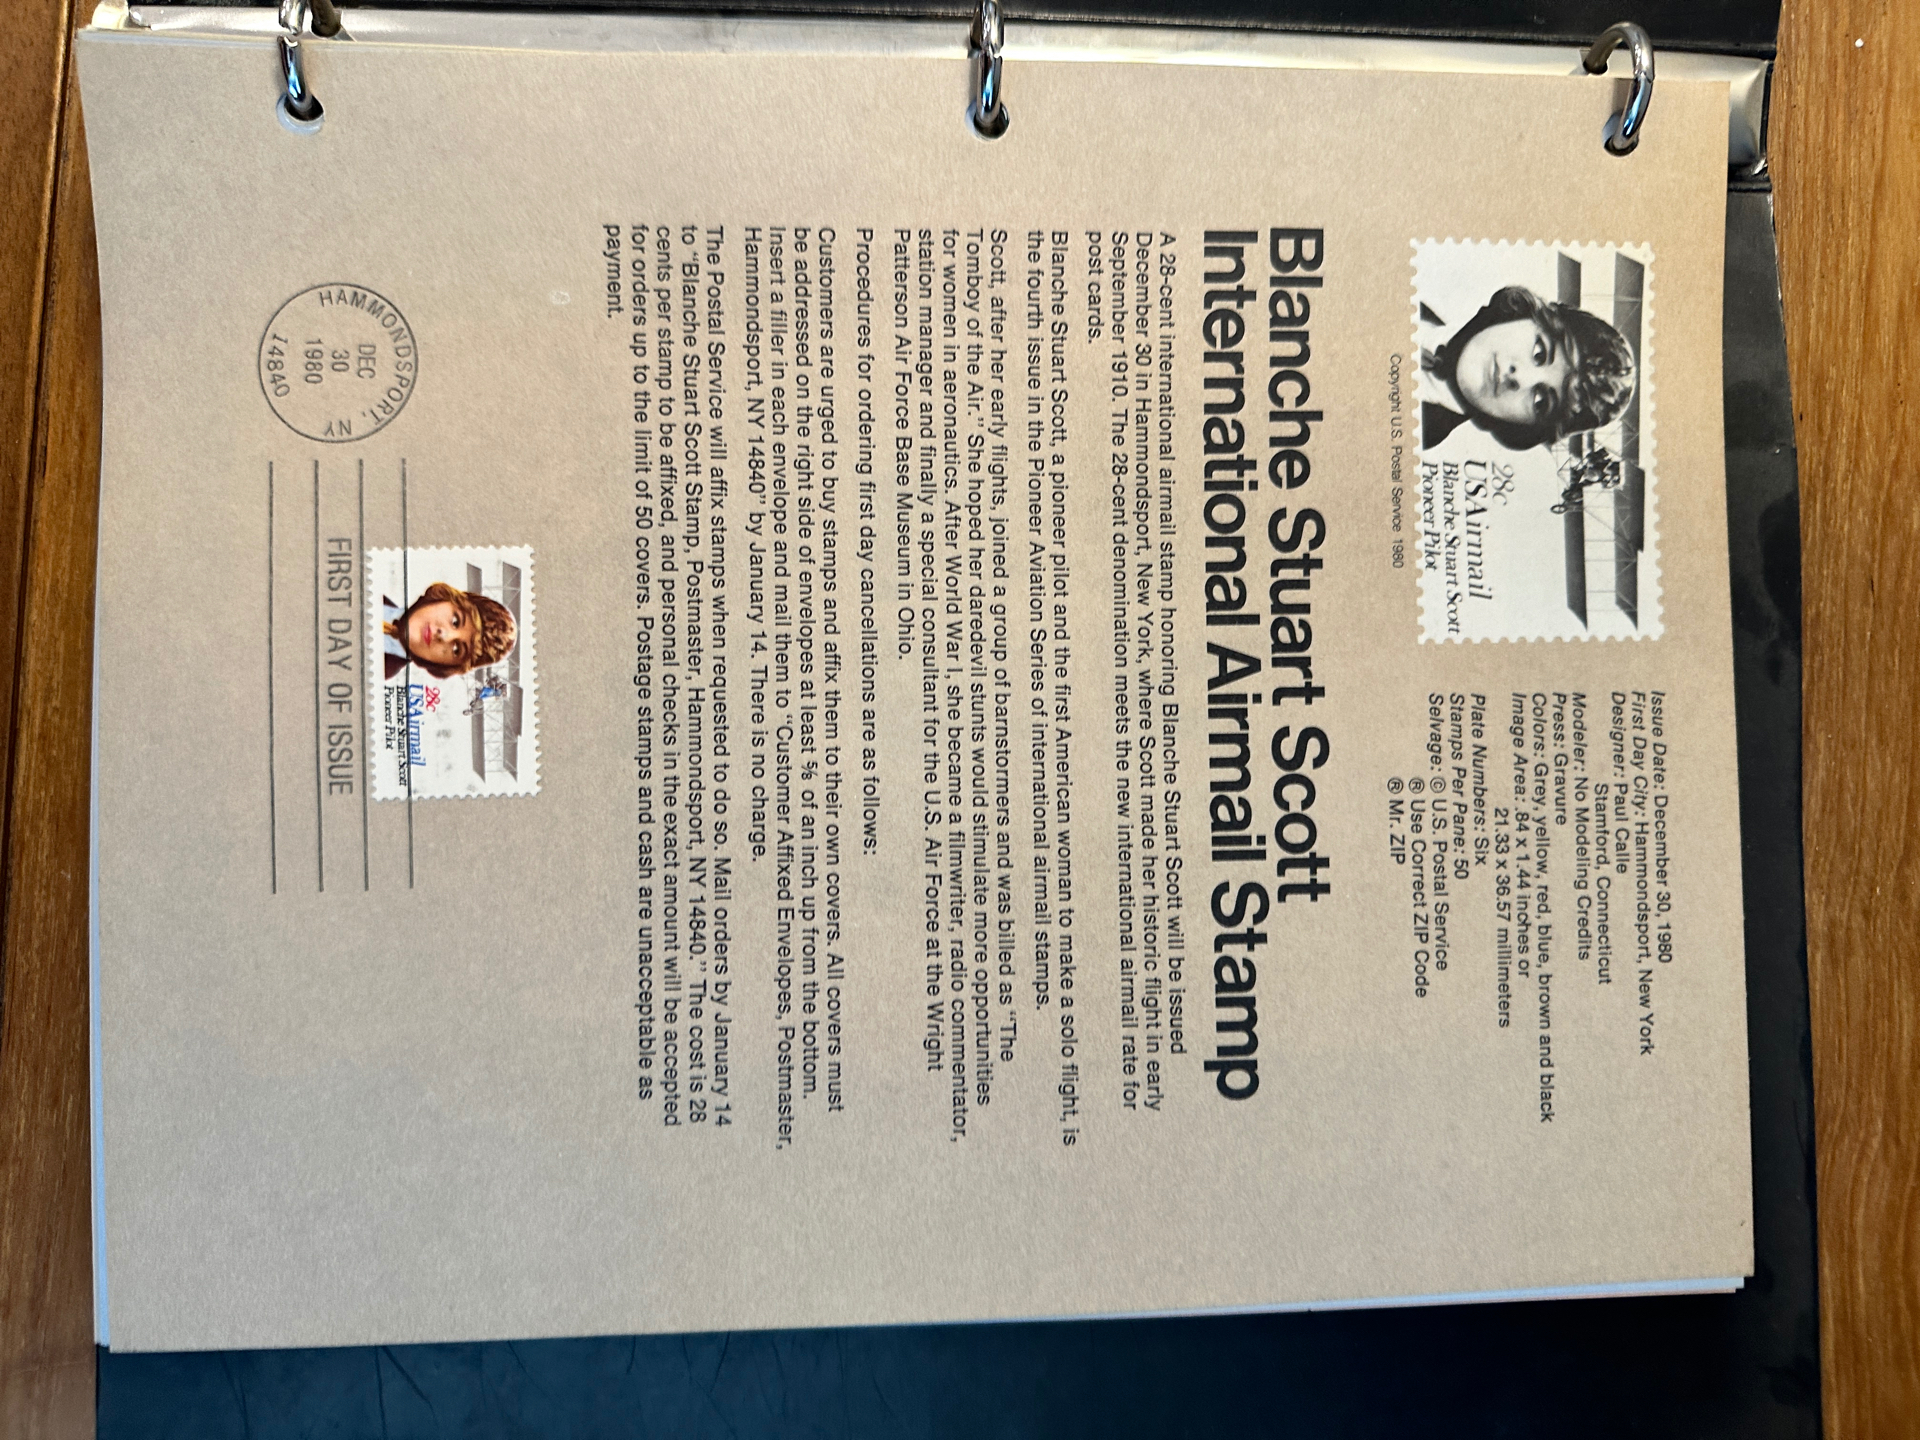 28c
USAirmail
Blanche Stuart Scott
Pioneer Pilot
Copyright U.S. Postal Service 1980
Issue Date: December 30, 1980
First Day City: Hammondsport, New York
Designer: Paul Calle
Stamford, Connecticut
Modeler: No Modeling Credits
Press: Gravure
Colors: Grey, yellow, red, blue, brown and black
Image Area: .84 x 1.44 inches or
21.33 x 36.57 millimeters
Plate Numbers: Six
Stamps Per Pane: 50
Selvage: © U.S. Postal Service
® Use Correct ZIP Code
® Mr. ZIP
Blanche Stuart Scott
International Airmail Stamp
A 28-cent international airmail stamp honoring Blanche Stuart Scott will be issued
December 30 in Hammondsport, New York, where Scott made her historic flight in early
September 1910. The 28-cent denomination meets the new international airmail rate for
post cards.
Blanche Stuart Scott, a pioneer pilot and the first American woman to make a solo flight, is
the fourth issue in the Pioneer Aviation Series of international airmail stamps.
Scott, after her early flights, joined a group of barnstormers and was billed as “The
Tomboy of the Air.” She hoped her daredevil stunts would stimulate more opportunities
for women in aeronautics. After World War I, she became a filmwriter, radio commentator,
station manager and finally a special consultant for the U.S. Air Force at the Wright
Patterson Air Force Base Museum in Ohio.
Procedures for ordering first day cancellations are as follows:
Customers are urged to buy stamps and affix them to their own covers. All covers must
be addressed on the right side of envelopes at least ⅝ of an inch up from the bottom.
Insert a filler in each envelope and mail them to “Customer Affixed Envelopes, Postmaster,
Hammondsport, NY 14840” by January 14. There is no charge.
The Postal Service will affix stamps when requested to do so. Mail orders by January 14
to “Blanche Stuart Scott Stamp, Postmaster, Hammondsport, NY 14840.” The cost is 28
cents per stamp to be affixed, and personal checks in the exact amount will be accepted
for orders up to the limit of 50 covers. Postage stamps and cash are unacceptable as
payment.
28c
USAirmail
Blanche Stuart Scott
Pioneer Pilot
HAMMONDSPORT, NY
DEC
30
1980
14840
FIRST DAY OF ISSUE